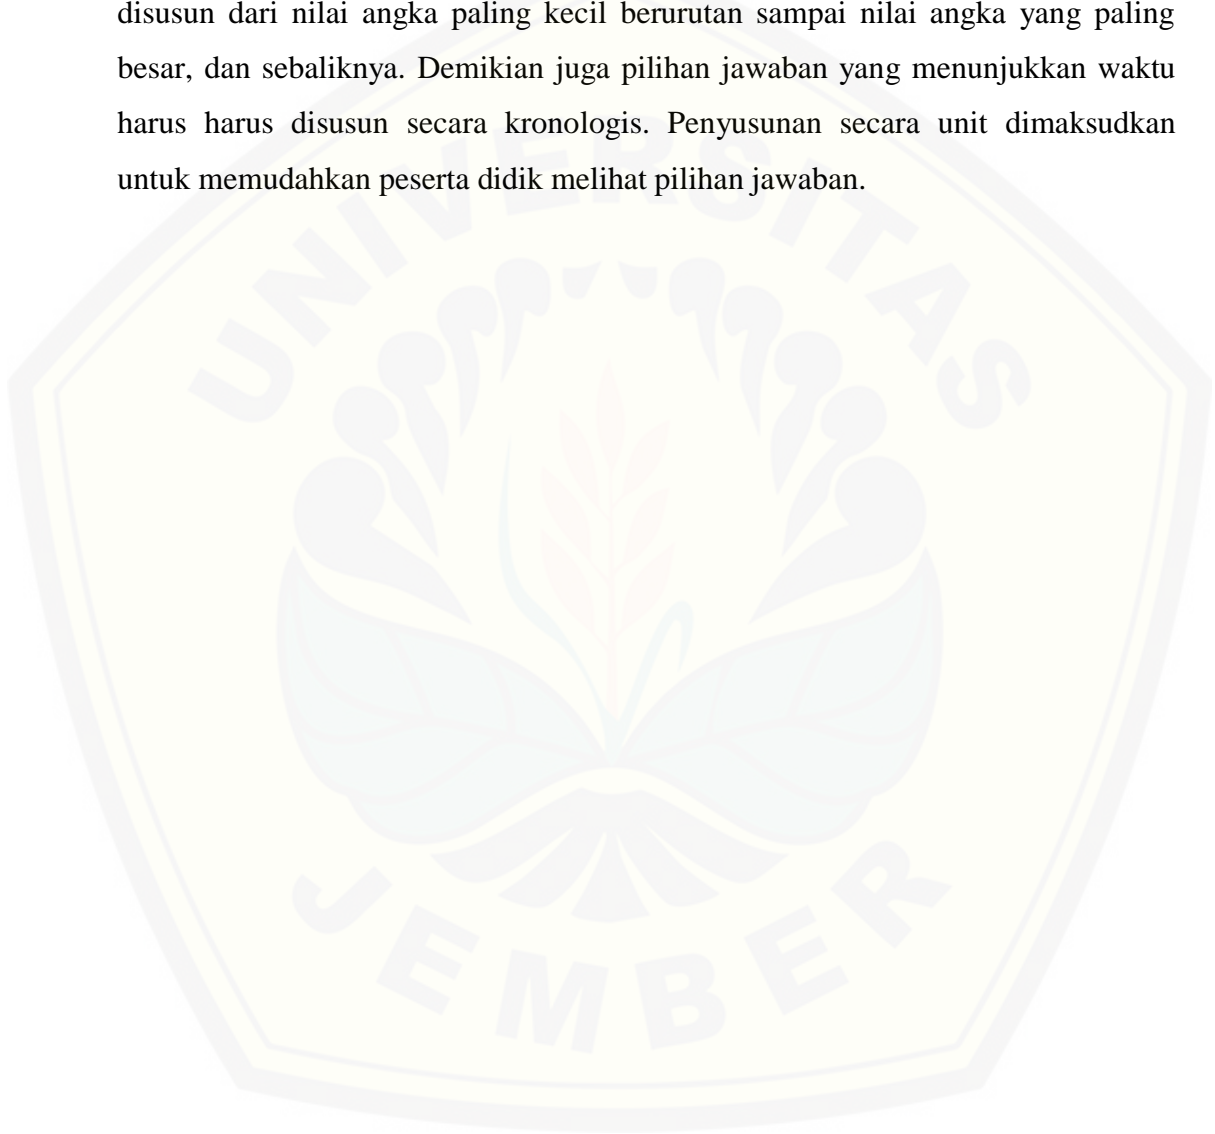 disusun dari nilai angka paling kecil berurutan sampai nilai angka yang paling
besar, dan sebaliknya. Demikian juga pilihan jawaban yang menunjukkan waktu
harus harus disusun secara kronologis. Penyusunan secara unit dimaksudkan
untuk memudahkan peserta didik melihat pilihan jawaban.
UNIVERSITAS
JEMBER